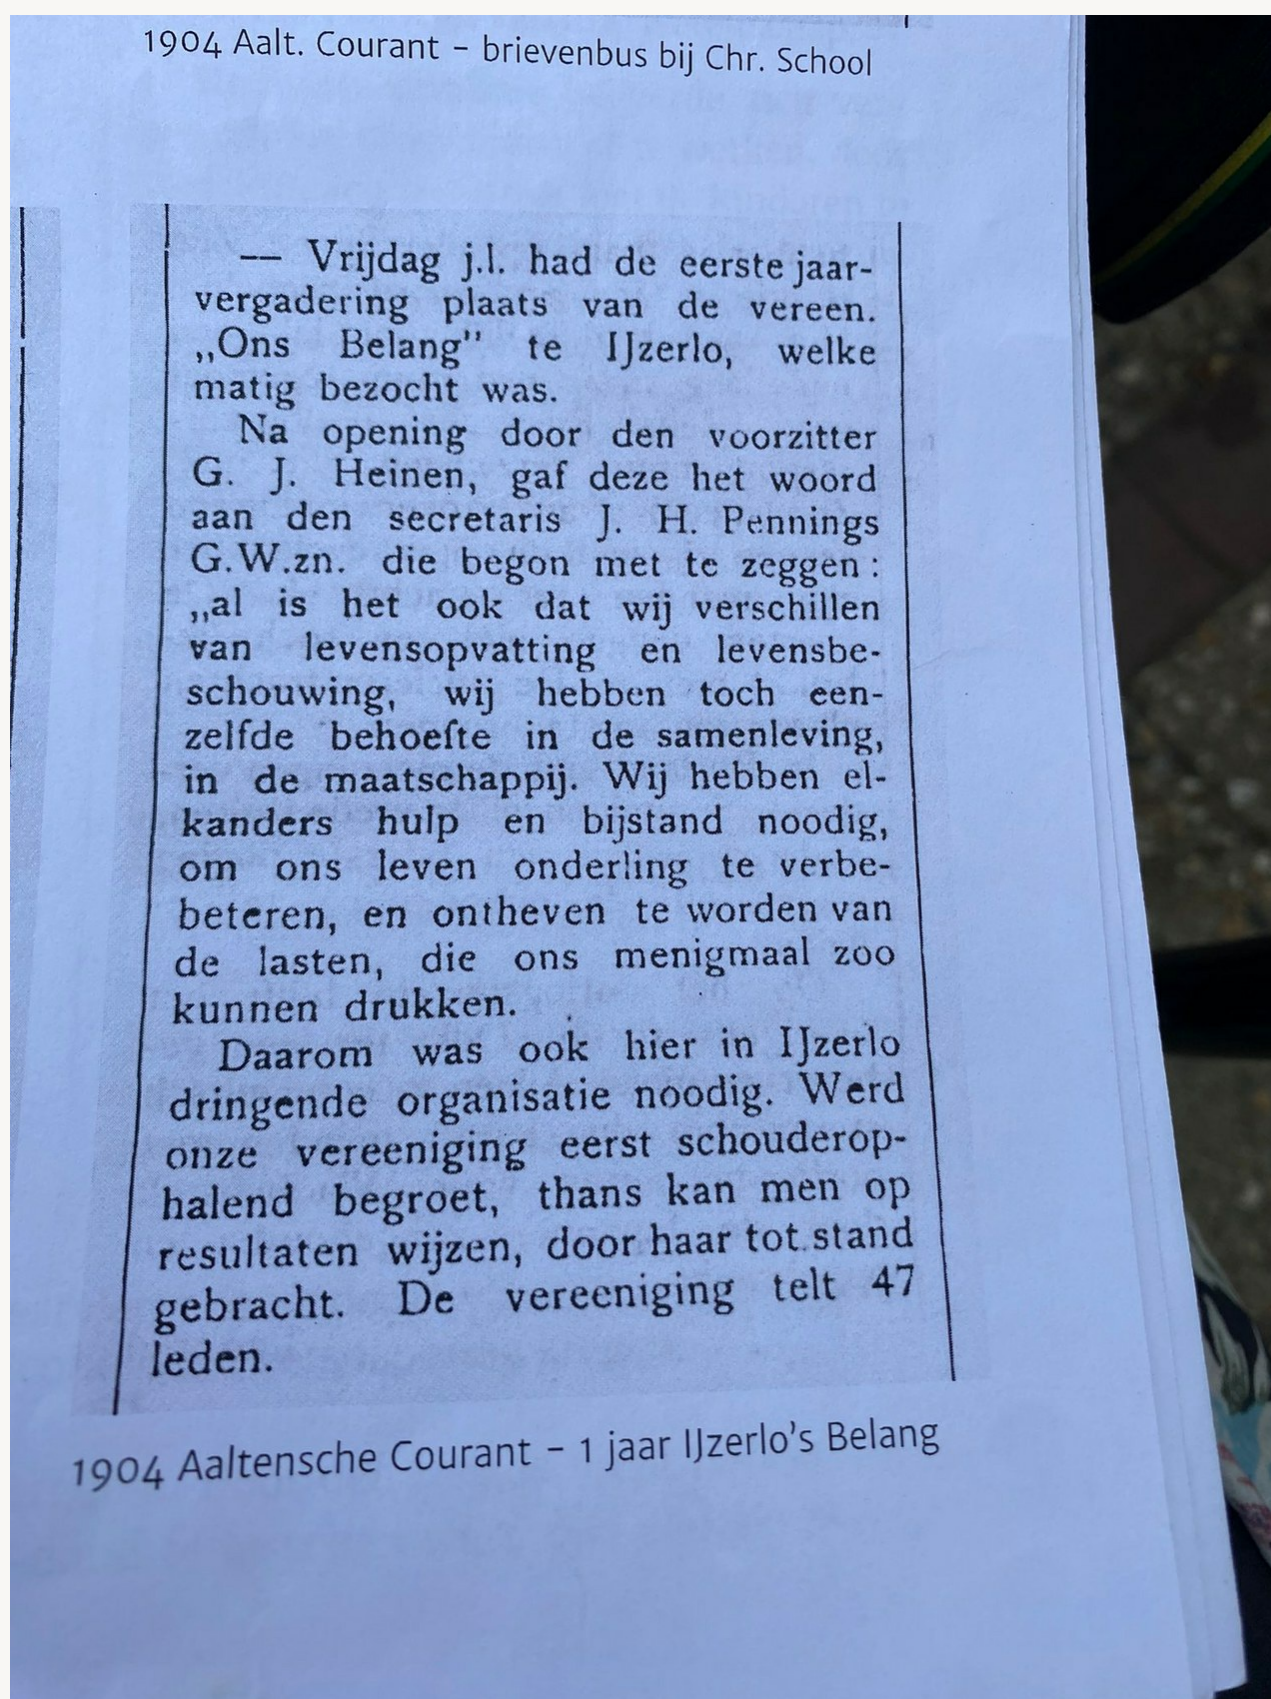 1904 Aalt. Courant – brievenbus bij Chr. School
— Vrijdag j.l. had de eerste jaar-
vergadering plaats van de vereen.
„Ons Belang" te IJzerlo, welke
matig bezocht was.
Na opening door den voorzitter
G. J. Heinen, gaf deze het woord
aan den secretaris J. H. Pennings
G.W.zn. die begon met te zeggen :
„al is het ook dat wij verschillen
van levensopvatting en levensbe-
schouwing, wij hebben toch een-
zelfde behoefte in de samenleving,
in de maatschappij. Wij hebben el-
kanders hulp en bijstand noodig,
om ons leven onderling te verbe-
beteren, en ontheven te worden van
de lasten, die ons menigmaal zoo
kunnen drukken.
Daarom was ook hier in IJzerlo
dringende organisatie noodig. Werd
onze vereeniging eerst schouderop-
halend begroet, thans kan men op
resultaten wijzen, door haar tot stand
gebracht. De vereeniging telt 47
leden.
1904 Aaltensche Courant – 1 jaar IJzerlo's Belang